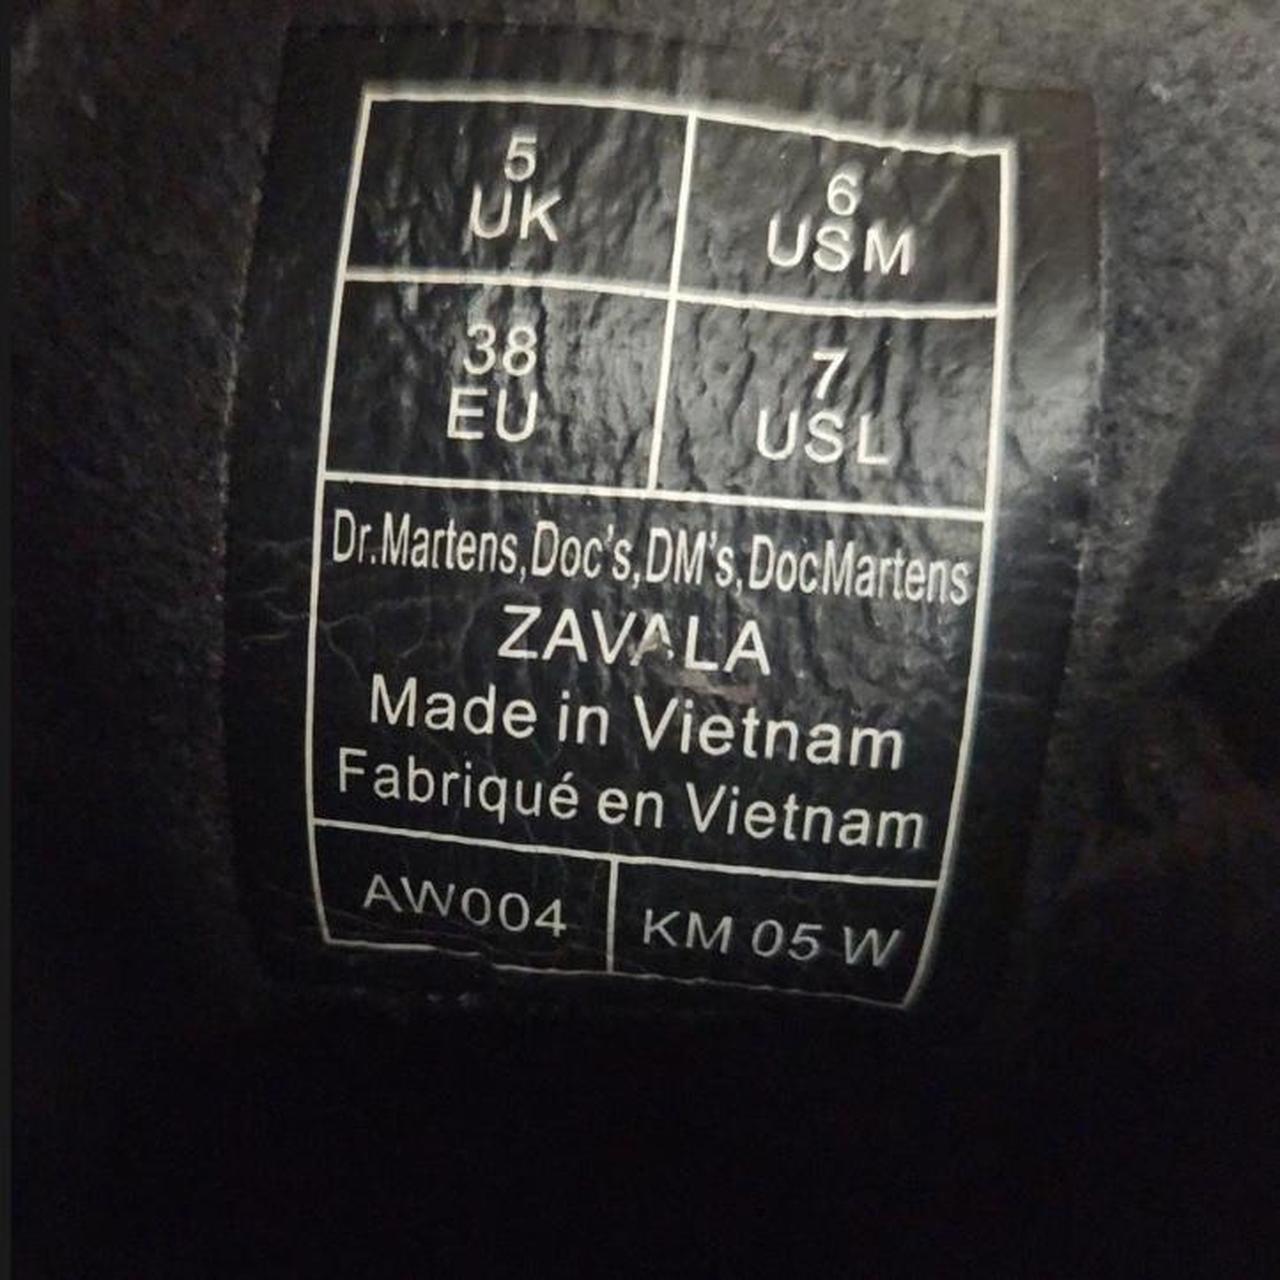 5
UK
6
USM
38
EU
7
USL
Dr.Martens,Doc's,DM's,DocMartens
ZAVALA
Made in Vietnam
Fabriqué en Vietnam
AW004
KM 05 W